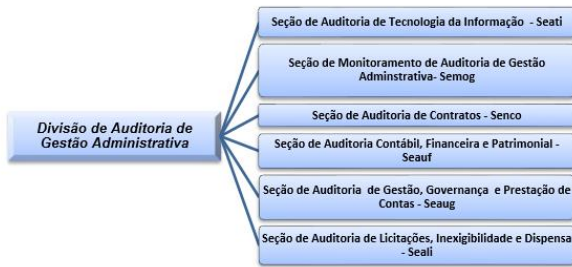 Seção de Auditoria de Tecnologia da Informação - Seati
Seção de Monitoramento de Auditoria de Gestão
Adminstrativa- Semog
Divisão de Auditoria de
Gestão Administrativa
Seção de Auditoria de Contratos - Senco
Seção de Auditoria Contábil, Financeira e Patrimonial -
Seauf
Seção de Auditoria de Gestão, Governança e Prestação de
Contas - Seaug
Seção de Auditoria de Licitações, Inexigibilidade e Dispensa
- Seali